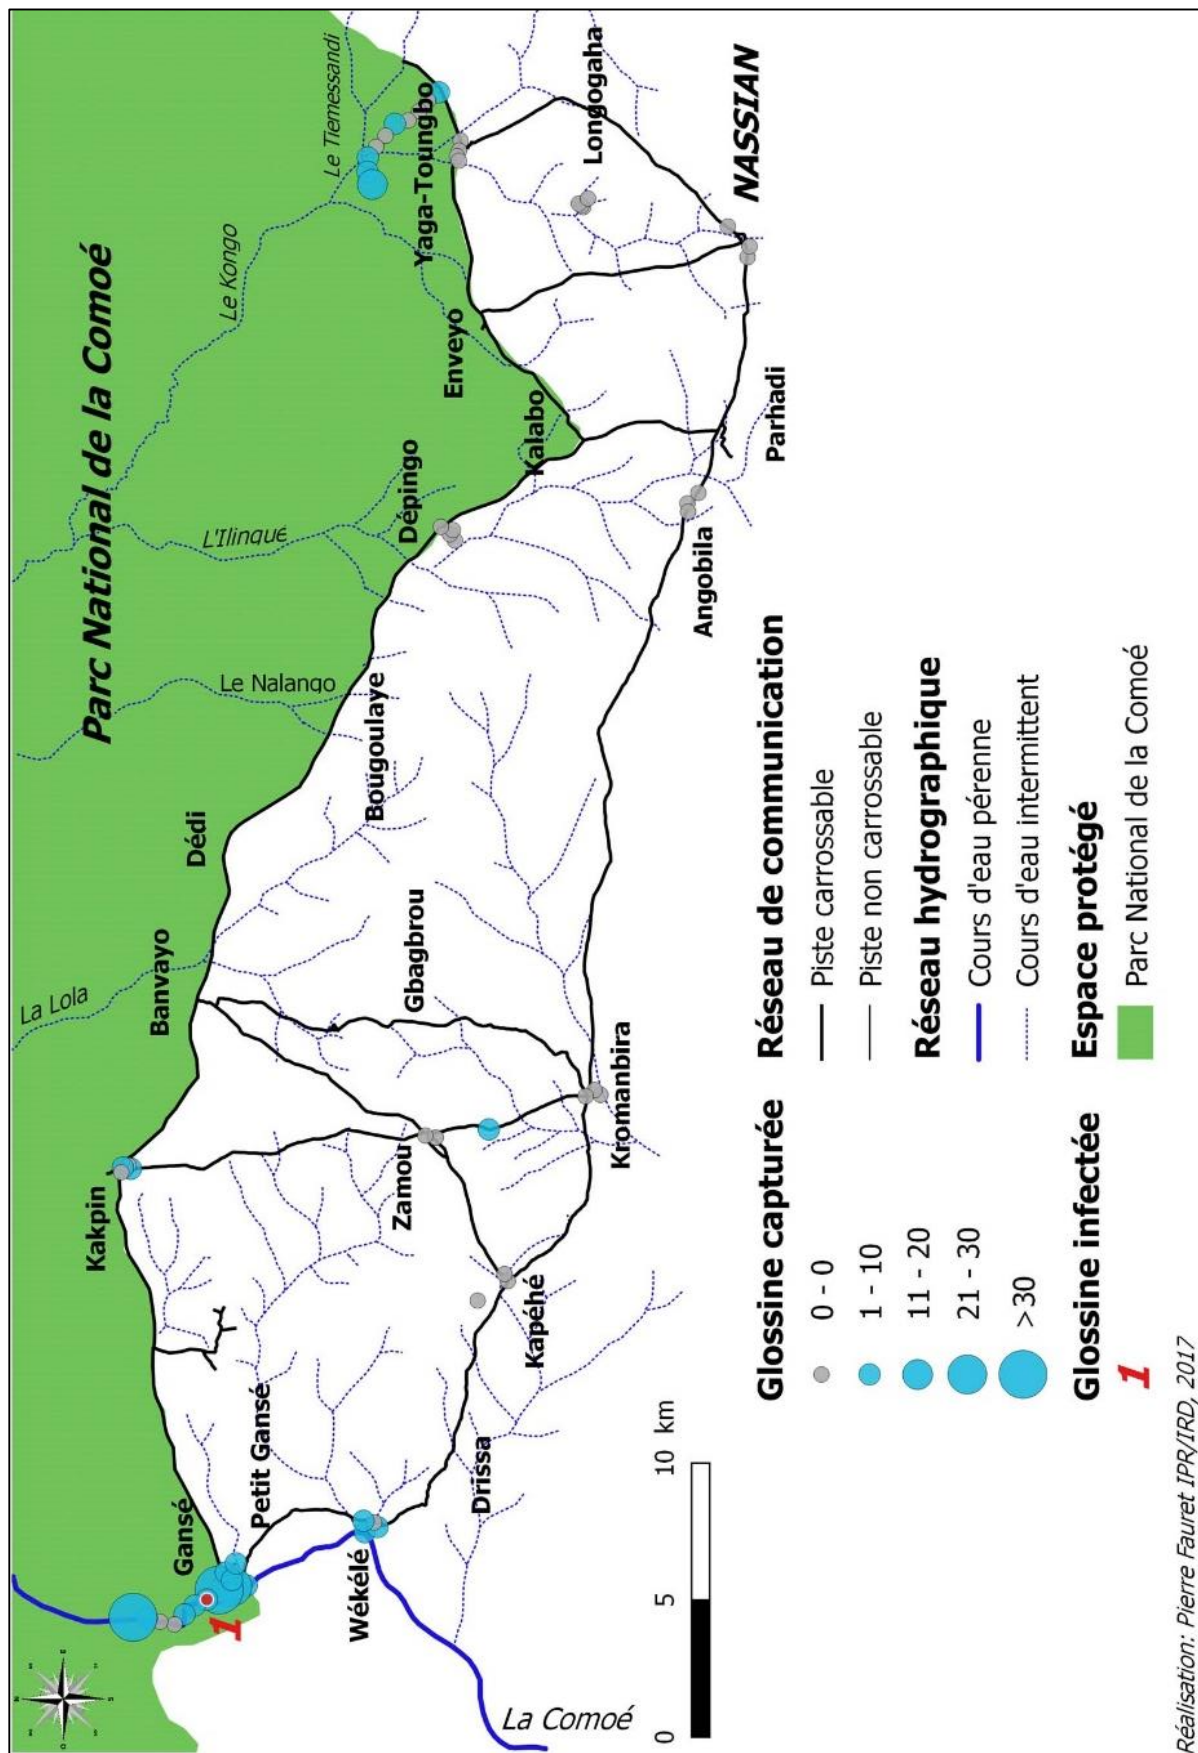 Parc National de la Comoé
Le Tiemessandi
Le Kongo
L'Ilinqué
Le Nalango
La Lola
Yaga-Toungbo
Longogaha
NASSIAN
Enveyo
Kalabo
Dépingo
Parhadi
Angobila
Bougoulaye
Dédi
Banvayo
Gbagbrou
Kromanbira
Kakpin
Zamou
Kapéhé
Gansé
Petit Gansé
Wékélé
Drissa
1
La Comoé
0 5 10 km
Glossine capturée
0 - 0
1 - 10
11 - 20
21 - 30
>30
Glossine infectée
1
Réseau de communication
Piste carrossable
Piste non carrossable
Réseau hydrographique
Cours d'eau pérenne
Cours d'eau intermittent
Espace protégé
Parc National de la Comoé
Réalisation: Pierre Fauret IPR/IRD, 2017